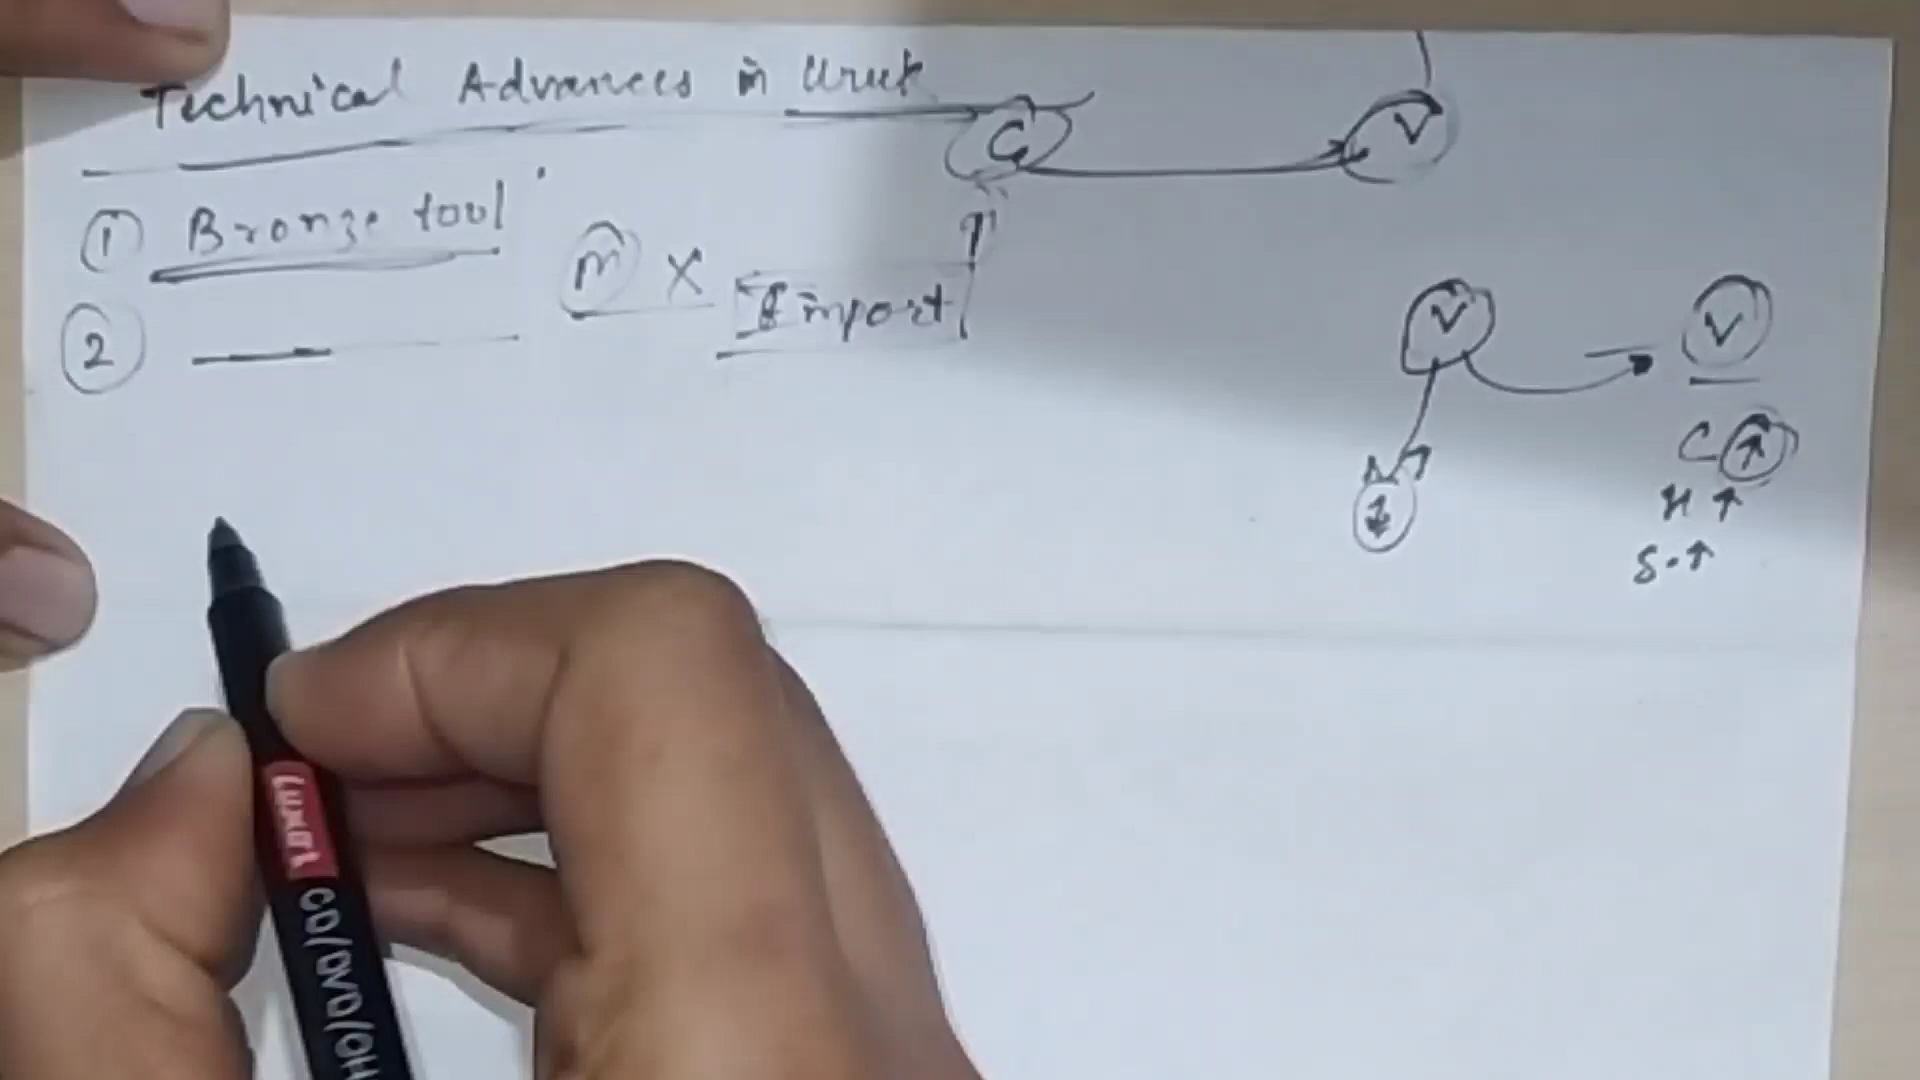 Technical Advances in Uruk
G
V
① Bronze tool
m X
Import
②
V
V
C ↑
H ↑
S. ↑
LUXOR
CD/DVD/OH